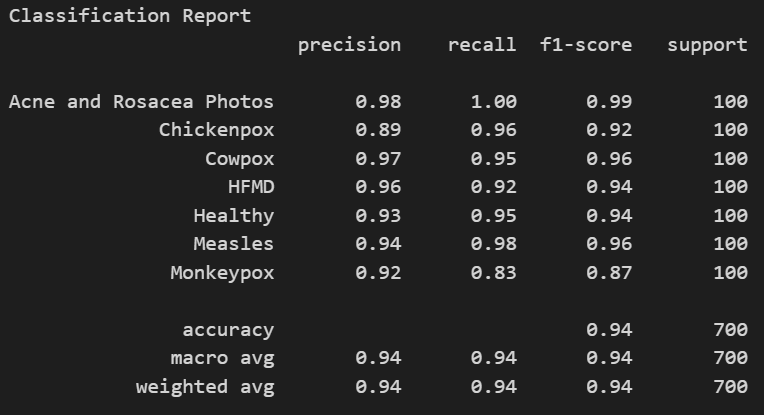 Classification Report
precision recall f1-score support
Acne and Rosacea Photos 0.98 1.00 0.99 100
Chickenpox 0.89 0.96 0.92 100
Cowpox 0.97 0.95 0.96 100
HFMD 0.96 0.92 0.94 100
Healthy 0.93 0.95 0.94 100
Measles 0.94 0.98 0.96 100
Monkeypox 0.92 0.83 0.87 100
accuracy 0.94 700
macro avg 0.94 0.94 0.94 700
weighted avg 0.94 0.94 0.94 700